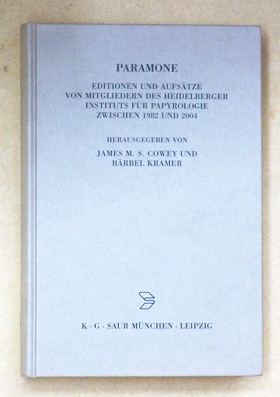 PARAMONE
EDITIONEN UND AUFSÄTZE
VON MITGLIEDERN DES HEIDELBERGER
INSTITUTS FÜR PAPYROLOGIE
ZWISCHEN 1982 UND 2004
HERAUSGEGEBEN VON
JAMES M. S. COWEY UND
BÄRBEL KRAMER
K · G · SAUR MÜNCHEN · LEIPZIG